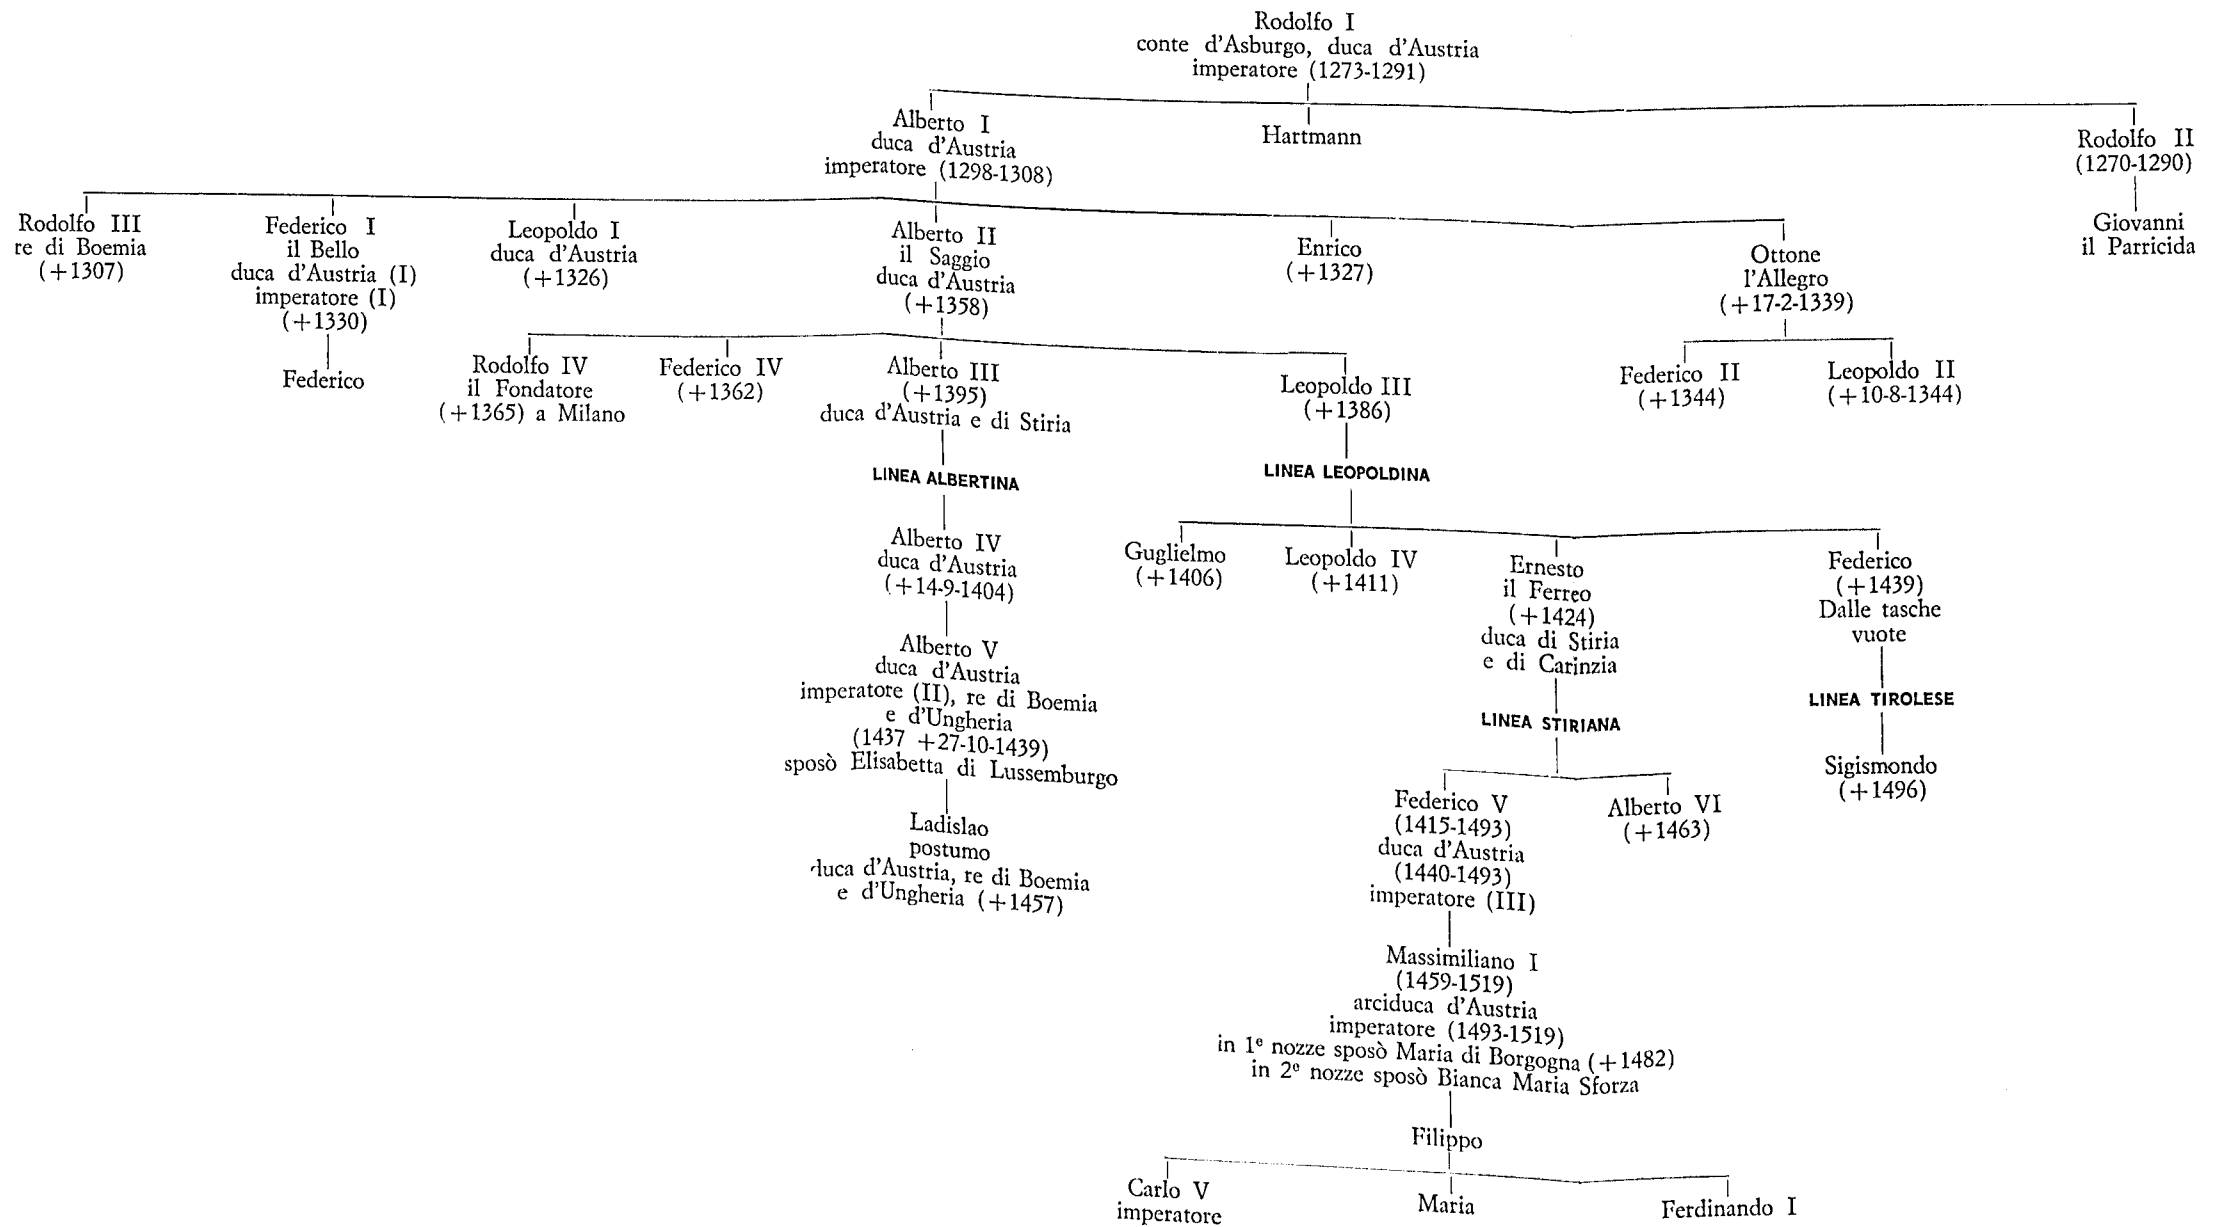 Rodolfo I
conte d'Asburgo, duca d'Austria
imperatore (1273-1291)
Alberto I
duca d'Austria
imperatore (1298-1308)
Hartmann
Rodolfo II
(1270-1290)
Giovanni
il Parricida
Rodolfo III
re di Boemia
(+1307)
Federico I
il Bello
duca d'Austria (I)
imperatore (I)
(+1330)
Federico
Leopoldo I
duca d'Austria
(+1326)
Alberto II
il Saggio
duca d'Austria
(+1358)
Enrico
(+1327)
Ottone
l'Allegro
(+17-2-1339)
Rodolfo IV
il Fondatore
(+1365) a Milano
Federico IV
(+1362)
Alberto III
(+1395)
duca d'Austria e di Stiria
Leopoldo III
(+1386)
Federico II
(+1344)
Leopoldo II
(+10-8-1344)
LINEA ALBERTINA
LINEA LEOPOLDINA
Alberto IV
duca d'Austria
(+14-9-1404)
Guglielmo
(+1406)
Leopoldo IV
(+1411)
Ernesto
il Ferreo
(+1424)
duca di Stiria
e di Carinzia
Federico
(+1439)
Dalle tasche
vuote
Alberto V
duca d'Austria
imperatore (II), re di Boemia
e d'Ungheria
(1437 +27-10-1439)
sposò Elisabetta di Lussemburgo
LINEA STIRIANA
LINEA TIROLESE
Sigismondo
(+1496)
Ladislao
postumo
duca d'Austria, re di Boemia
e d'Ungheria (+1457)
Federico V
(1415-1493)
duca d'Austria
(1440-1493)
imperatore (III)
Alberto VI
(+1463)
Massimiliano I
(1459-1519)
arciduca d'Austria
imperatore (1493-1519)
in 1e nozze sposò Maria di Borgogna (+1482)
in 2e nozze sposò Bianca Maria Sforza
Filippo
Carlo V
imperatore
Maria
Ferdinando I